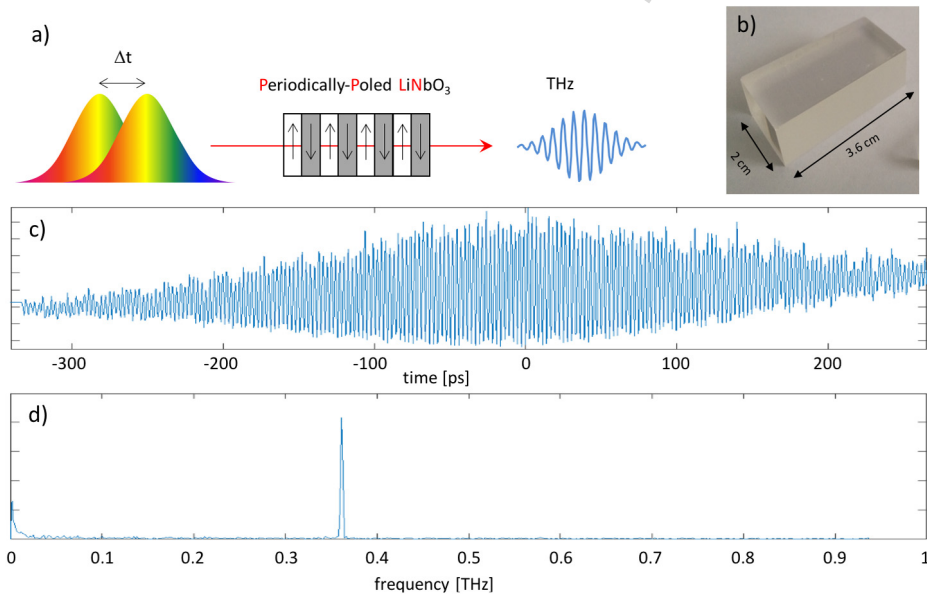 a)
Δt
Periodically-Poled LiNbO₃
THz
b)
2 cm
3.6 cm
c)
-300 -200 -100 0 100 200
time [ps]
d)
0 0.1 0.2 0.3 0.4 0.5 0.6 0.7 0.8 0.9 1
frequency [THz]